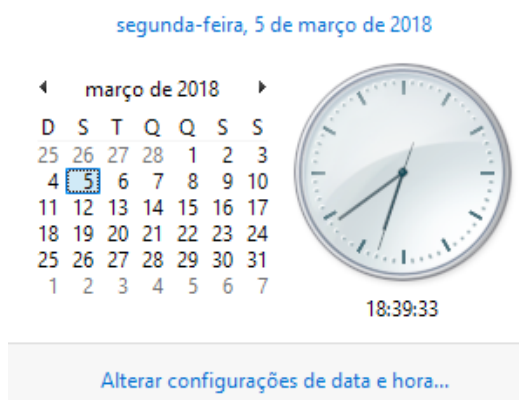 segunda-feira, 5 de março de 2018
março de 2018
D S T Q Q S S
25 26 27 28 1 2 3
4 5 6 7 8 9 10
11 12 13 14 15 16 17
18 19 20 21 22 23 24
25 26 27 28 29 30 31
1 2 3 4 5 6 7
18:39:33
Alterar configurações de data e hora...